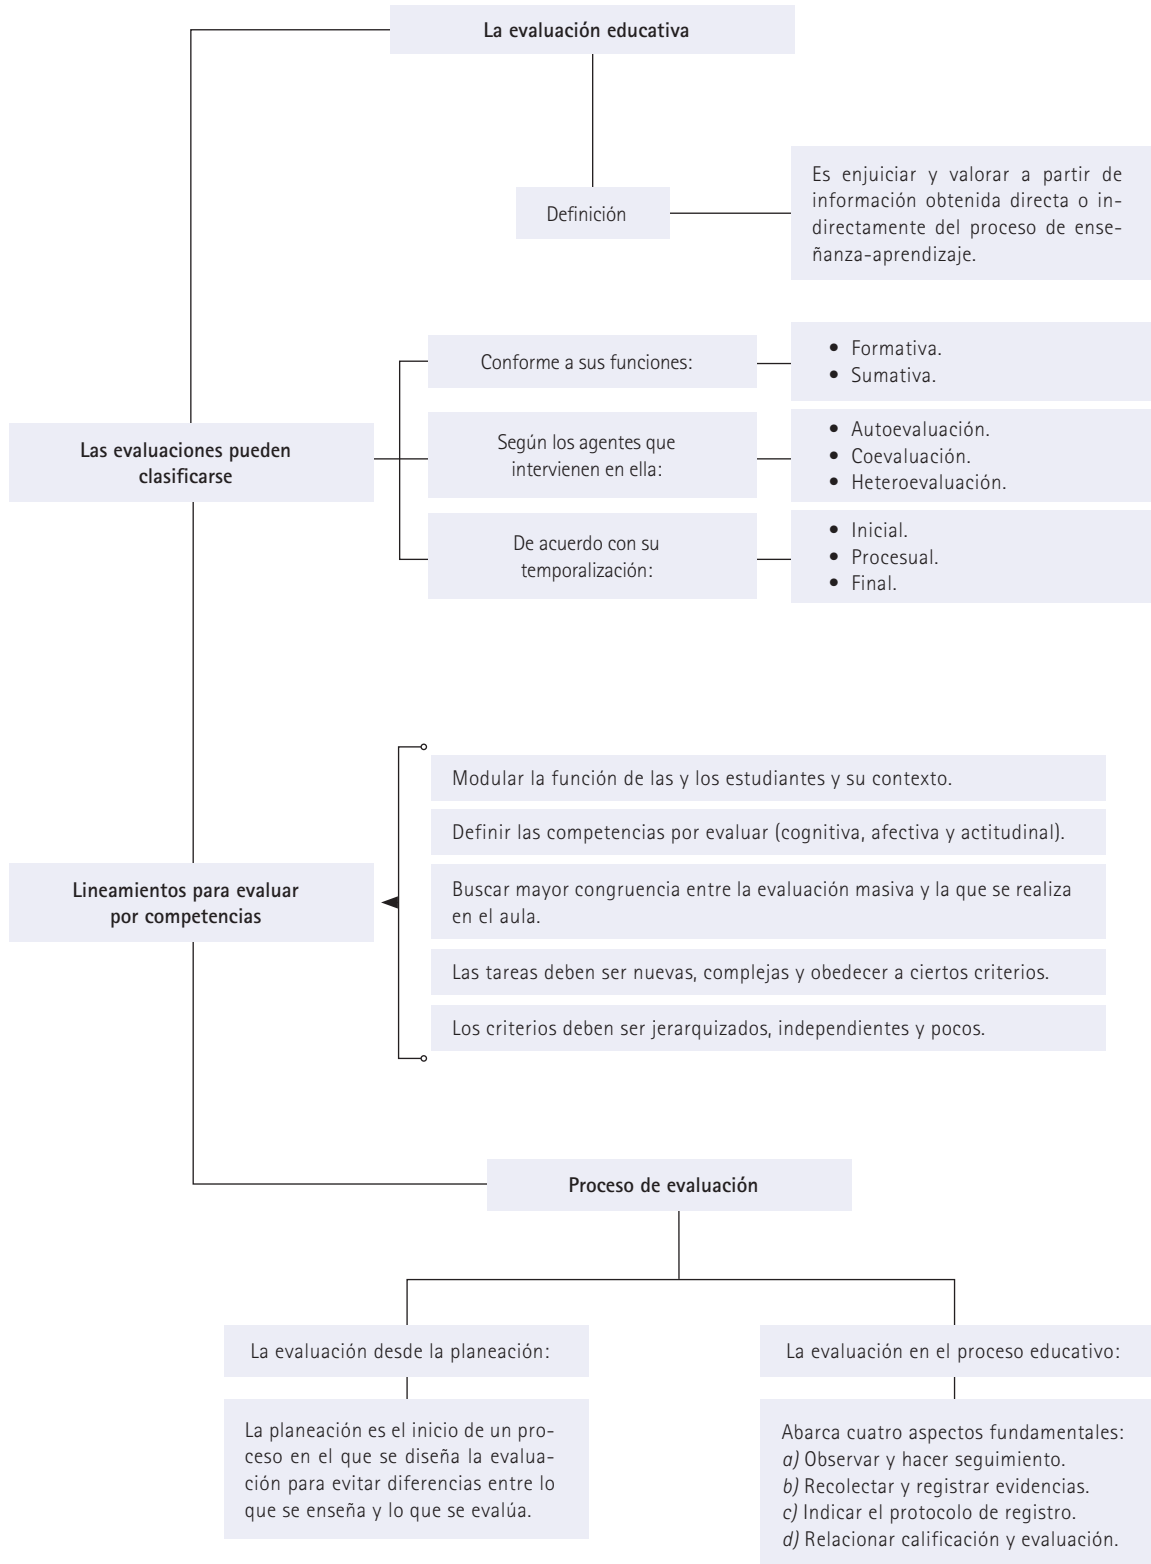 La evaluación educativa
Definición
Es enjuiciar y valorar a partir de
información obtenida directa o in-
directamente del proceso de ense-
ñanza-aprendizaje.
Las evaluaciones pueden
clasificarse
Conforme a sus funciones:
• Formativa.
• Sumativa.
Según los agentes que
intervienen en ella:
• Autoevaluación.
• Coevaluación.
• Heteroevaluación.
De acuerdo con su
temporalización:
• Inicial.
• Procesual.
• Final.
Lineamientos para evaluar
por competencias
Modular la función de las y los estudiantes y su contexto.
Definir las competencias por evaluar (cognitiva, afectiva y actitudinal).
Buscar mayor congruencia entre la evaluación masiva y la que se realiza
en el aula.
Las tareas deben ser nuevas, complejas y obedecer a ciertos criterios.
Los criterios deben ser jerarquizados, independientes y pocos.
Proceso de evaluación
La evaluación desde la planeación:
La planeación es el inicio de un pro-
ceso en el que se diseña la evalua-
ción para evitar diferencias entre lo
que se enseña y lo que se evalúa.
La evaluación en el proceso educativo:
Abarca cuatro aspectos fundamentales:
a) Observar y hacer seguimiento.
b) Recolectar y registrar evidencias.
c) Indicar el protocolo de registro.
d) Relacionar calificación y evaluación.